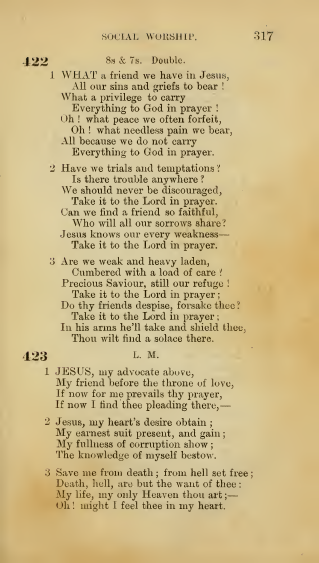 SOCIAL WORSHIP. 317
422 8s & 7s. Double.
1 WHAT a friend we have in Jesus,
All our sins and griefs to bear!
What a privilege to carry
Everything to God in prayer!
Oh! what peace we often forfeit,
Oh! what needless pain we bear,
All because we do not carry
Everything to God in prayer.
2 Have we trials and temptations?
Is there trouble anywhere?
We should never be discouraged,
Take it to the Lord in prayer.
Can we find a friend so faithful,
Who will all our sorrows share?
Jesus knows our every weakness—
Take it to the Lord in prayer.
3 Are we weak and heavy laden,
Cumbered with a load of care?
Precious Saviour, still our refuge!
Take it to the Lord in prayer;
Do thy friends despise, forsake thee?
Take it to the Lord in prayer;
In his arms he'll take and shield thee,
Thou wilt find a solace there.
423 L. M.
1 JESUS, my advocate above,
My friend before the throne of love,
If now for me prevails thy prayer,
If now I find thee pleading there,—
2 Jesus, my heart's desire obtain;
My earnest suit present, and gain;
My fullness of corruption show;
The knowledge of myself bestow.
3 Save me from death; from hell set free;
Death, hell, are but the want of thee:
My life, my only Heaven thou art;—
Oh! might I feel thee in my heart.